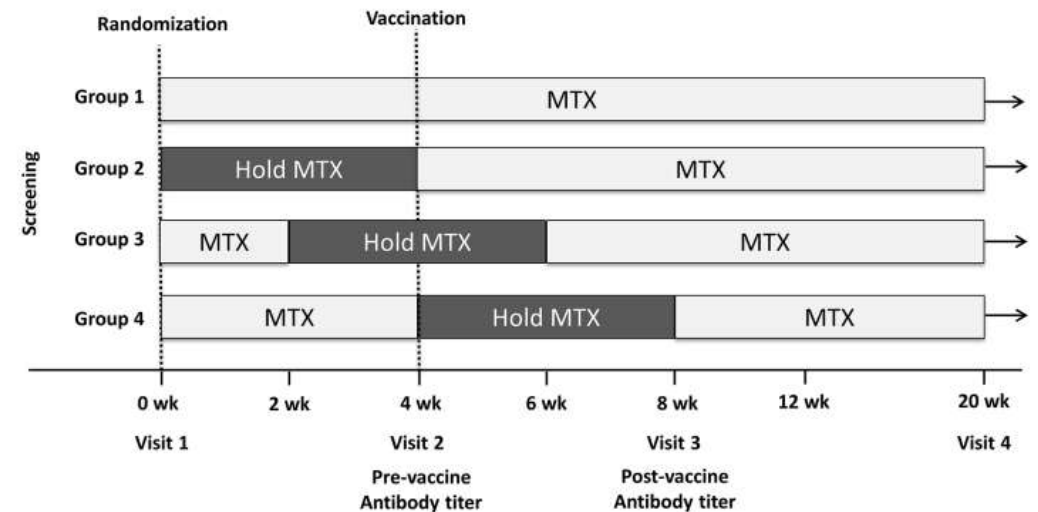 Randomization
Vaccination
Screening
Group 1
MTX
Group 2
Hold MTX
MTX
Group 3
MTX
Hold MTX
MTX
Group 4
MTX
Hold MTX
MTX
0 wk
2 wk
4 wk
6 wk
8 wk
12 wk
20 wk
Visit 1
Visit 2
Visit 3
Visit 4
Pre-vaccine
Antibody titer
Post-vaccine
Antibody titer